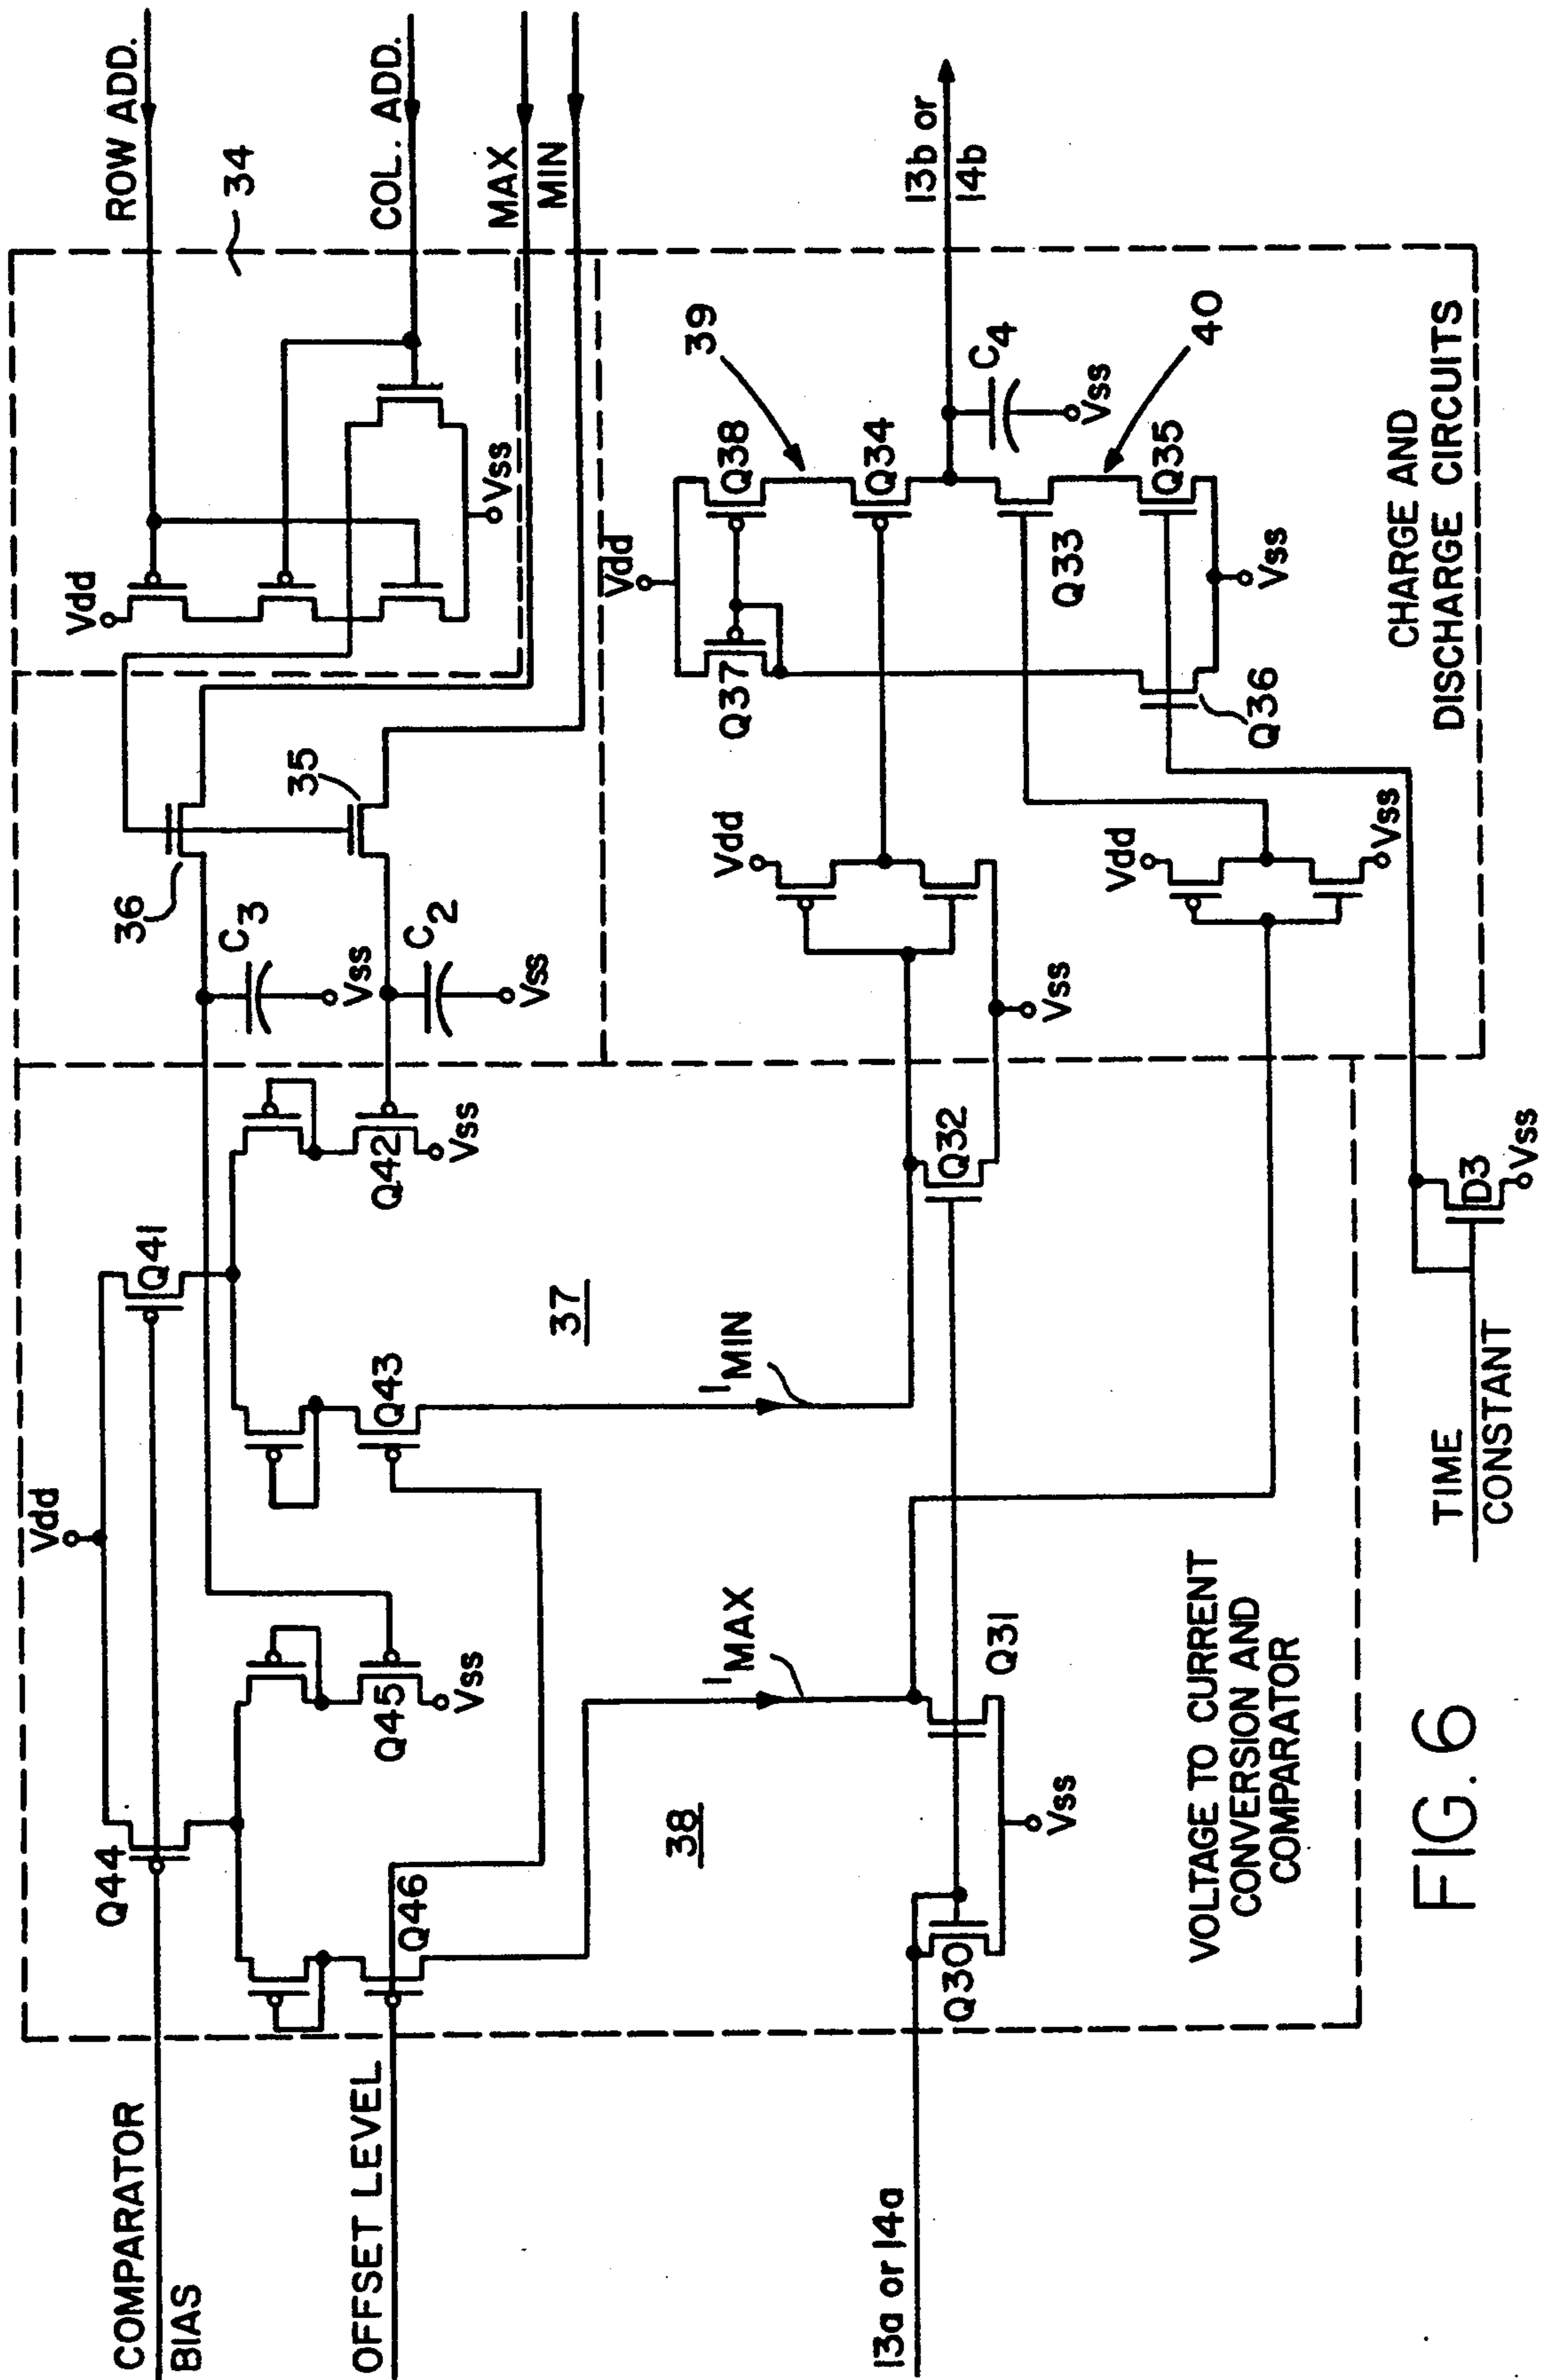 COMPARATOR
BIAS
OFFSET LEVEL
13a or 14a
Vdd
Q44
Q41
Q46
Q45
Vss
Q43
Q42
Vss
38
37
IMAX
IMIN
Q30
Q31
Q32
Vss
VOLTAGE TO CURRENT
CONVERSION AND
COMPARATOR
36
35
C3
Vss
C2
Vss
ROW ADD.
34
COL. ADD.
MAX
MIN
Vdd
Vss
Vdd
Vss
Vdd
Vss
Vdd
Q37
Q38
39
Q34
Q33
C4
Vss
40
Q35
Q36
Vss
13b or
14b
CHARGE AND
DISCHARGE CIRCUITS
TIME
CONSTANT
D3
Vss
FIG. 6